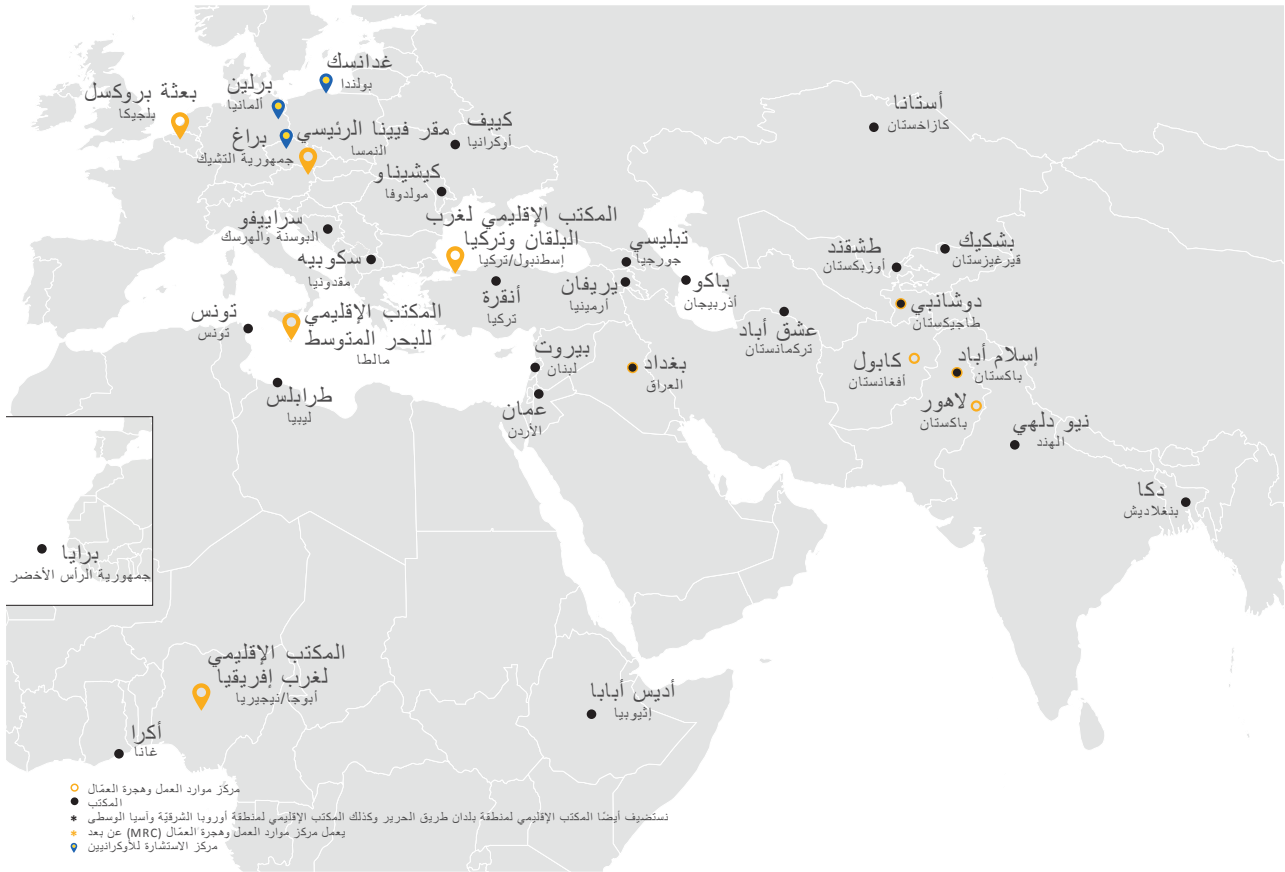 غدانسك
بولندا
برلين
ألمانيا
بعثة بروكسل
بلجيكا
براغ
جمهورية التشيك
مقر فيينا الرئيسي
النمسا
كييف
أوكرانيا
كيشيناو
مولدوفا
أستانا
كازاخستان
سراييفو
البوسنة والهرسك
سكوبيه
مقدونيا
المكتب الإقليمي لغرب
البلقان وتركيا
إسطنبول/تركيا
أنقرة
تركيا
تبليسي
جورجيا
يريفان
أرمينيا
باكو
أذربيجان
طشقند
أوزبكستان
بشكيك
قيرغيزستان
دوشانبي
طاجيكستان
عشق أباد
تركمانستان
تونس
تونس
المكتب الإقليمي
للبحر المتوسط
مالطا
طرابلس
ليبيا
بيروت
لبنان
عمان
الأردن
بغداد
العراق
كابول
أفغانستان
إسلام أباد
باكستان
لاهور
باكستان
نيو دلهي
الهند
دكا
بنغلاديش
برايا
جمهورية الرأس الأخضر
المكتب الإقليمي
لغرب إفريقيا
أبوجا/نيجيريا
أكرا
غانا
أديس أبابا
إثيوبيا
مركز موارد العمل وهجرة العمّال
المكتب
* نستضيف أيضًا المكتب الإقليمي لمنطقة بلدان طريق الحرير وكذلك المكتب الإقليمي لمنطقة أوروبا الشرقيّة وآسيا الوسطى
* يعمل مركز موارد العمل وهجرة العمّال (MRC) عن بعد
مركز الاستشارة للأوكرانيين